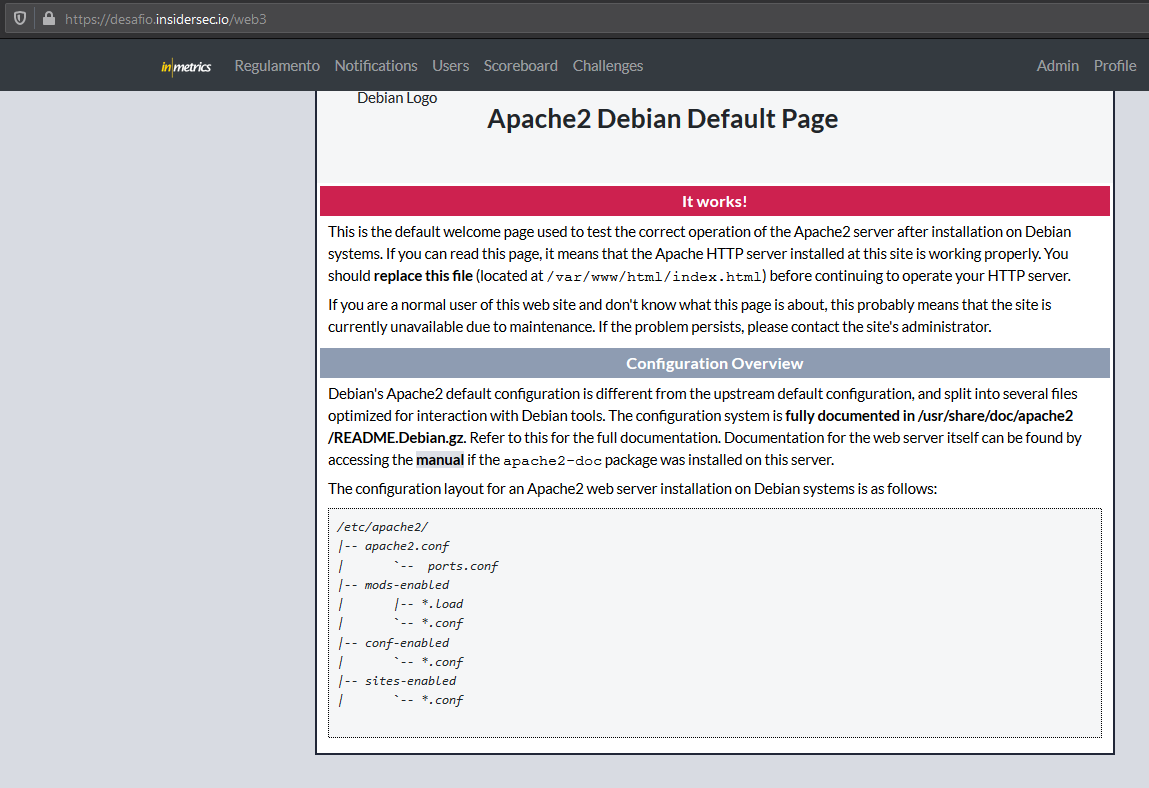 https://desafio.insidersec.io/web3
in|metrics Regulamento Notifications Users Scoreboard Challenges Admin Profile
Debian Logo
Apache2 Debian Default Page
It works!
This is the default welcome page used to test the correct operation of the Apache2 server after installation on Debian
systems. If you can read this page, it means that the Apache HTTP server installed at this site is working properly. You
should replace this file (located at /var/www/html/index.html) before continuing to operate your HTTP server.
If you are a normal user of this web site and don't know what this page is about, this probably means that the site is
currently unavailable due to maintenance. If the problem persists, please contact the site's administrator.
Configuration Overview
Debian's Apache2 default configuration is different from the upstream default configuration, and split into several files
optimized for interaction with Debian tools. The configuration system is fully documented in /usr/share/doc/apache2
/README.Debian.gz. Refer to this for the full documentation. Documentation for the web server itself can be found by
accessing the manual if the apache2-doc package was installed on this server.
The configuration layout for an Apache2 web server installation on Debian systems is as follows:
/etc/apache2/
|-- apache2.conf
|       `--  ports.conf
|-- mods-enabled
|       |-- *.load
|       `-- *.conf
|-- conf-enabled
|       `-- *.conf
|-- sites-enabled
|       `-- *.conf